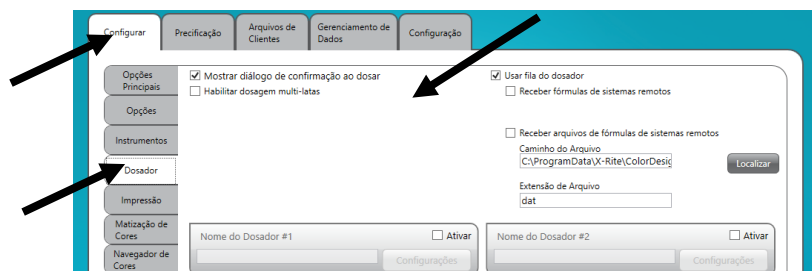 Configurar
Precificação
Arquivos de
Clientes
Gerenciamento de
Dados
Configuração
Opções
Principais
Opções
Instrumentos
Dosador
Impressão
Matização de
Cores
Navegador de
Cores
Mostrar diálogo de confirmação ao dosar
Habilitar dosagem multi-latas
Usar fila do dosador
Receber fórmulas de sistemas remotos
Receber arquivos de fórmulas de sistemas remotos
Caminho do Arquivo
C:\ProgramData\X-Rite\ColorDesig
Localizar
Extensão de Arquivo
dat
Nome do Dosador #1
Ativar
Configurações
Nome do Dosador #2
Ativar
Configurações